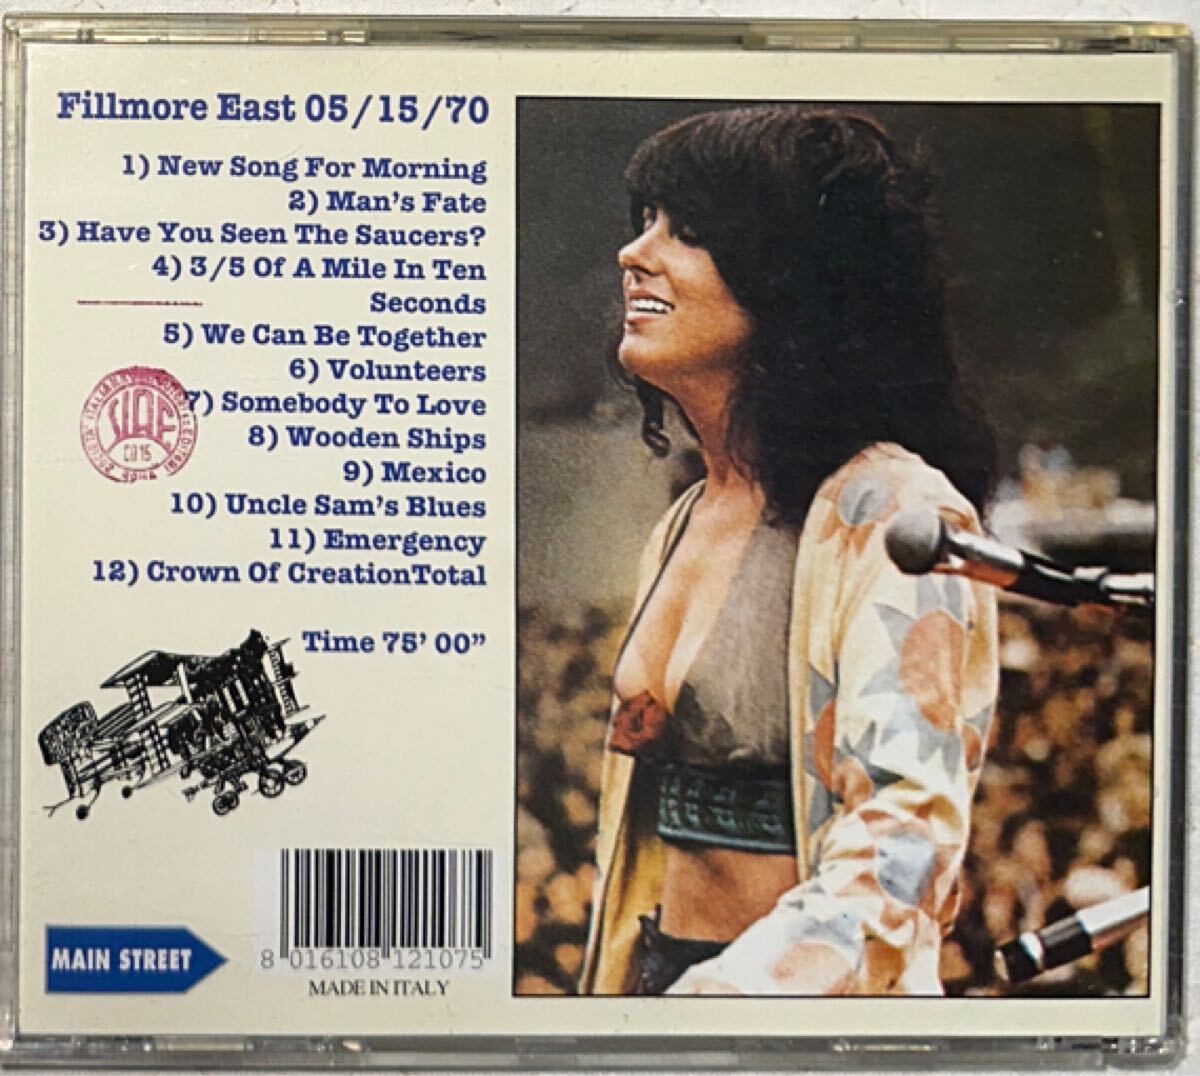 Fillmore East 05/15/70
1) New Song For Morning
2) Man's Fate
3) Have You Seen The Saucers?
4) 3/5 Of A Mile In Ten
Seconds
5) We Can Be Together
6) Volunteers
7) Somebody To Love
8) Wooden Ships
9) Mexico
10) Uncle Sam's Blues
11) Emergency
12) Crown Of CreationTotal
Time 75' 00"
SIAE
ROMA
MAIN STREET
8 016108 121075
MADE IN ITALY